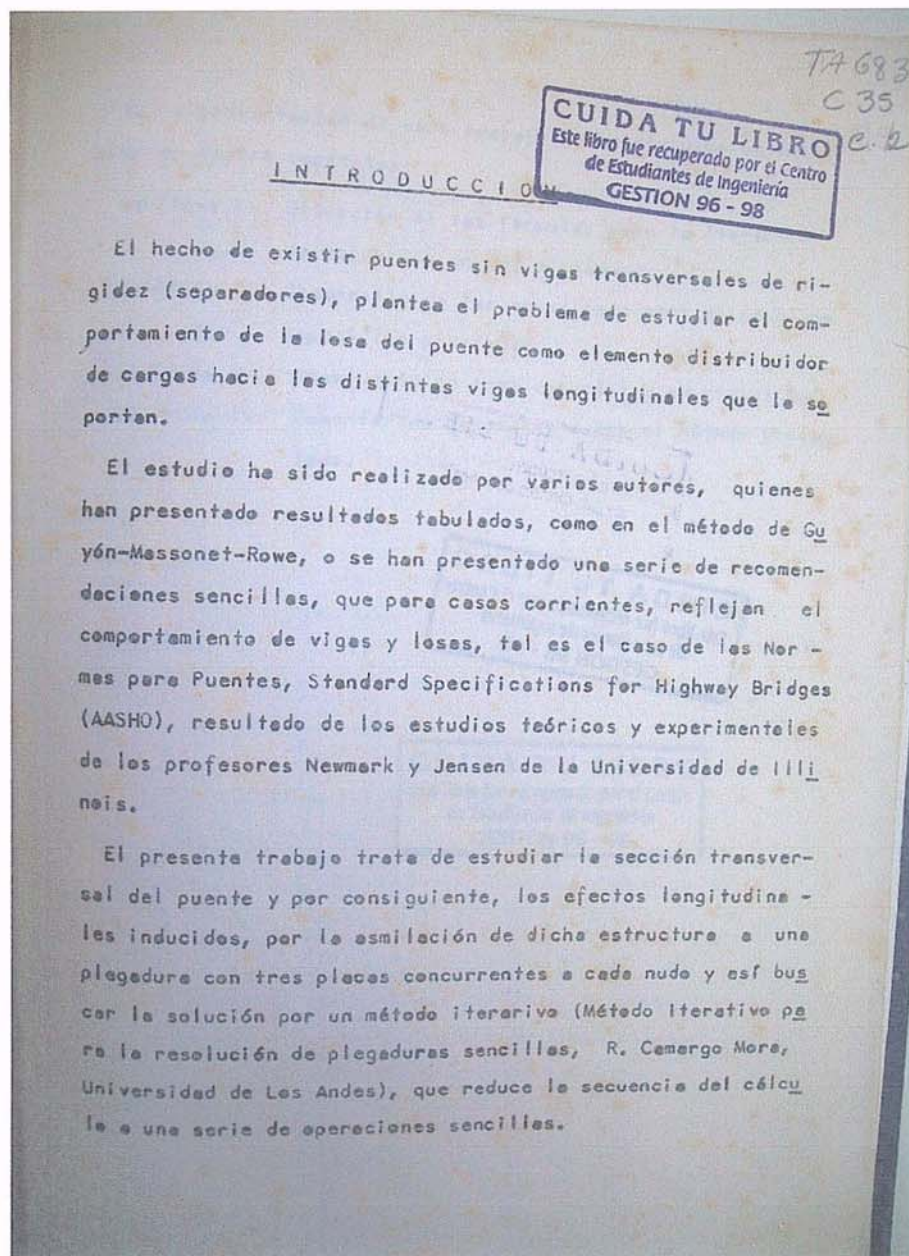 TA 683
C 35
c. 2
CUIDA TU LIBRO
Este libro fue recuperado por el Centro
de Estudiantes de Ingeniería
GESTION 96 - 98
INTRODUCCION
El hecho de existir puentes sin vigas transversales de ri-
gidez (separadores), plantea el problema de estudiar el com-
portamiento de la losa del puente como elemento distribuidor
de cargas hacia las distintas vigas longitudinales que la so
portan.
El estudio ha sido realizado por varios autores, quienes
han presentado resultados tabulados, como en el método de Gu
yón-Massonet-Rowe, o se han presentado una serie de recomen-
daciones sencillas, que para casos corrientes, reflejan el
comportamiento de vigas y losas, tal es el caso de las Nor -
mas para Puentes, Standard Specifications for Highway Bridges
(AASHO), resultado de los estudios teóricos y experimentales
de los profesores Newmark y Jensen de la Universidad de Illi
nois.
El presente trabajo trata de estudiar la sección transver-
sal del puente y por consiguiente, los efectos longitudina -
les inducidos, por la asmilación de dicha estructura a una
plegadura con tres placas concurrentes a cada nudo y así bus
car la solución por un método iterarivo (Método Iterativo pa
ra la resolución de plegaduras sencillas, R. Camargo Mora,
Universidad de Los Andes), que reduce la secuencia del cálcu
lo a una serie de operaciones sencillas.